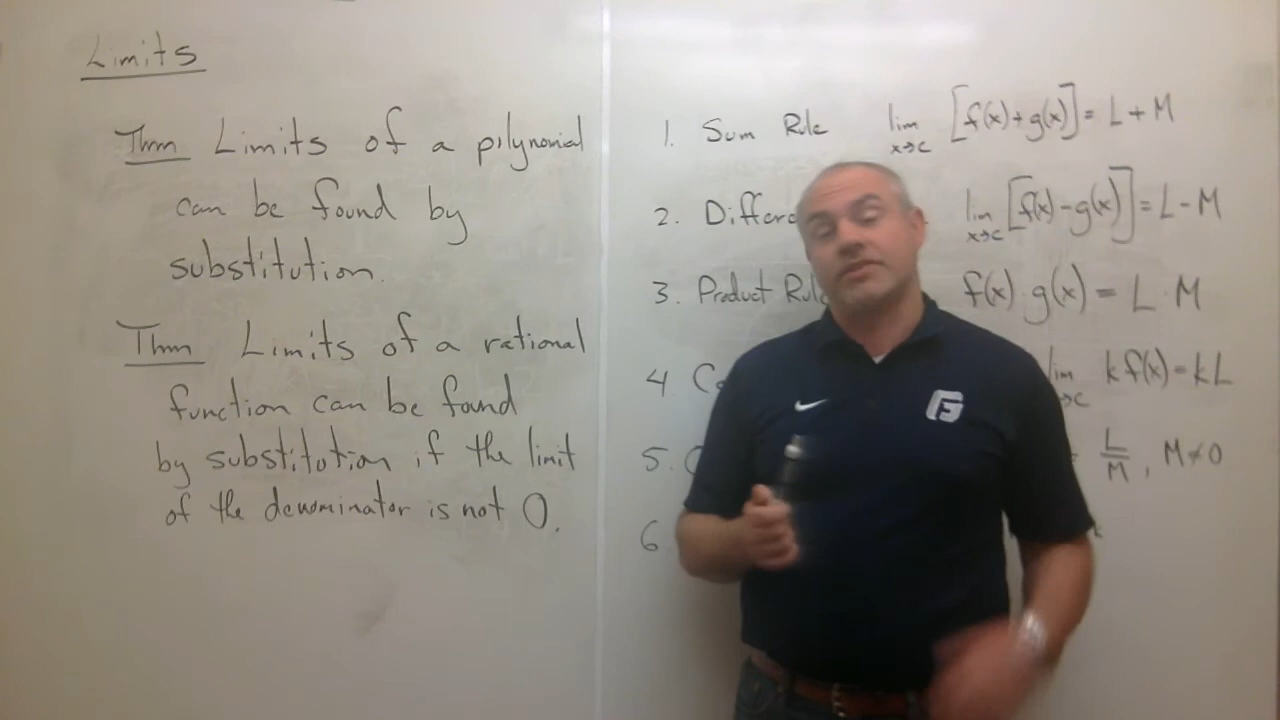 Limits
Thm Limits of a pilynomial
can be found by
substitution.
Thm Limits of a rational
function can be found
by substitution if the limit
of the denominator is not 0.
1. Sum Rule lim x→c [f(x)+g(x)] = L + M
2. lim x→c [f(x)-g(x)] = L - M
3. Product f(x) · g(x) = L · M
4 k f(x) = kL
5. L/M , M≠0
6